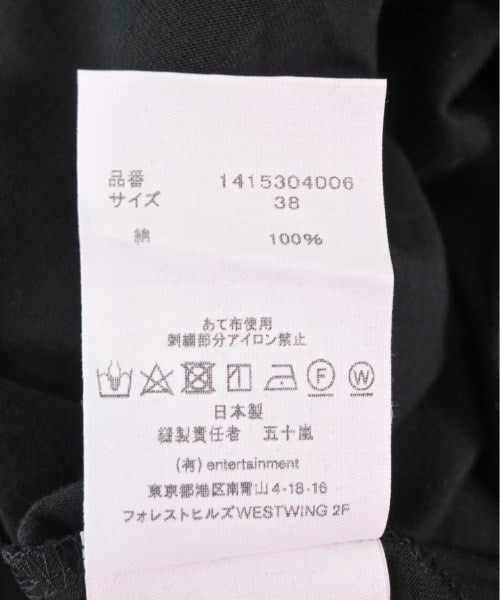 品番 1415304006
サイズ 38
綿 100%
あて布使用
刺繍部分アイロン禁止
F W
日本製
縫製責任者 五十嵐
(有) entertainment
東京都港区南青山4-18-16
フォレストヒルズWESTWING 2F